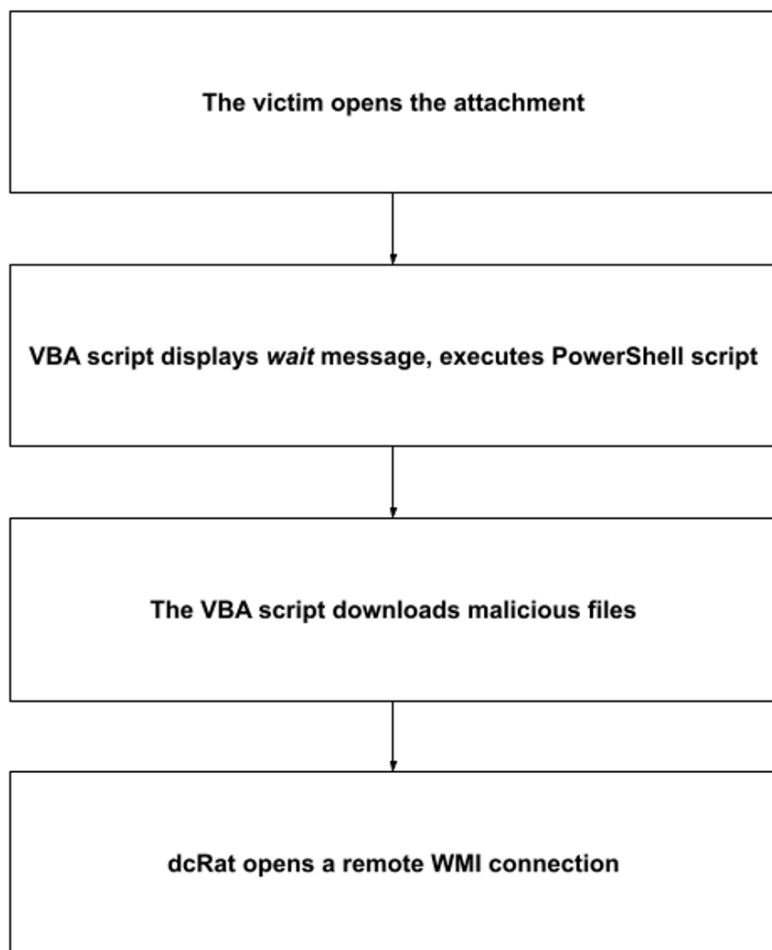 The victim opens the attachment
VBA script displays wait message, executes PowerShell script
The VBA script downloads malicious files
dcRat opens a remote WMI connection